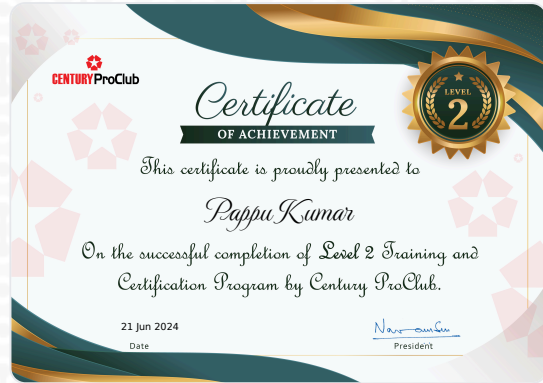 CENTURY ProClub
Certificate
OF ACHIEVEMENT
LEVEL
2
This certificate is proudly presented to
Pappu Kumar
On the successful completion of Level 2 Training and
Certification Program by Century ProClub.
21 Jun 2024
Date
President